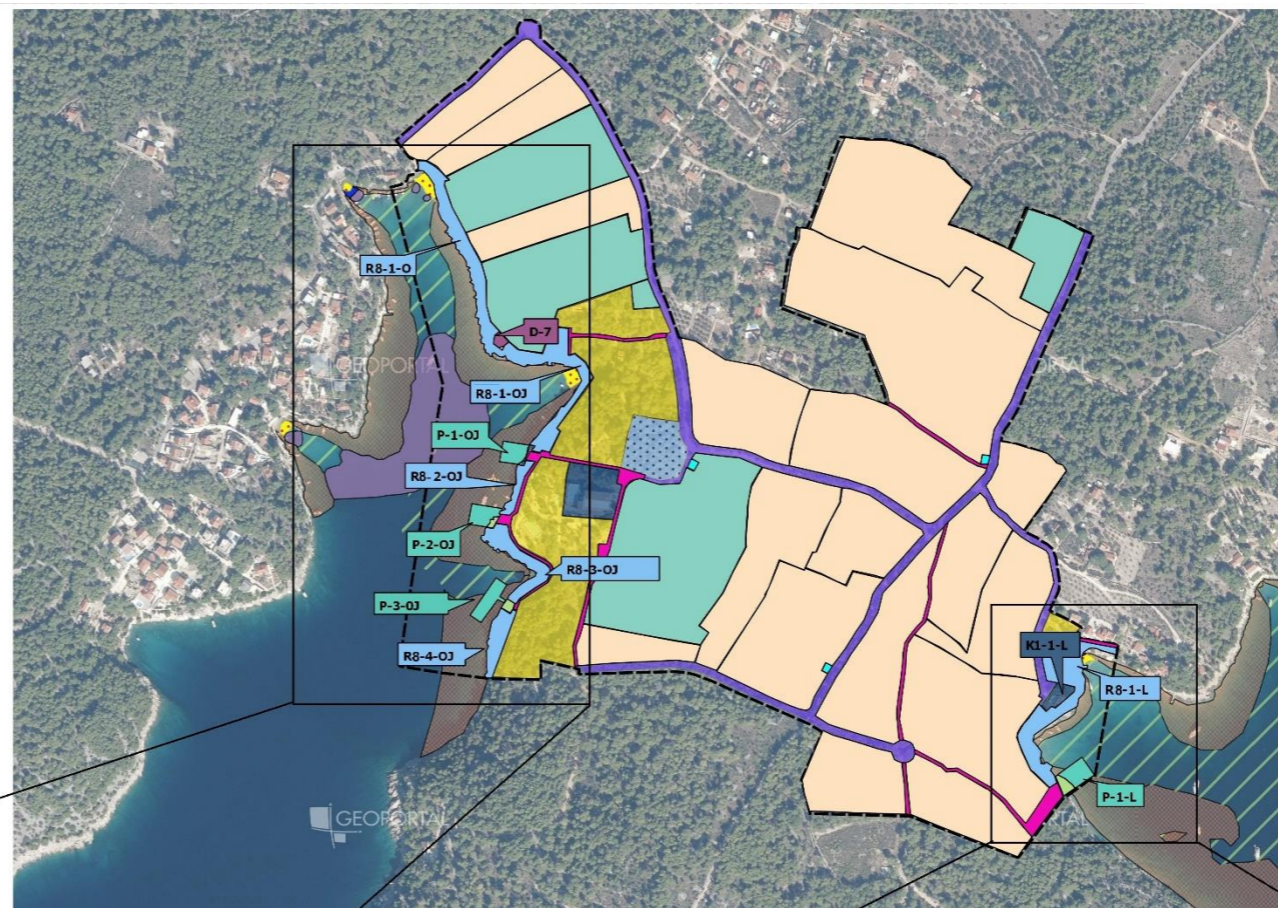 R8-1-O
D-7
GEOPORTAL
R8-1-OJ
P-1-OJ
R8-2-OJ
P-2-OJ
R8-3-OJ
P-3-OJ
R8-4-OJ
K1-1-L
R8-1-L
P-1-L
GEOPORTAL